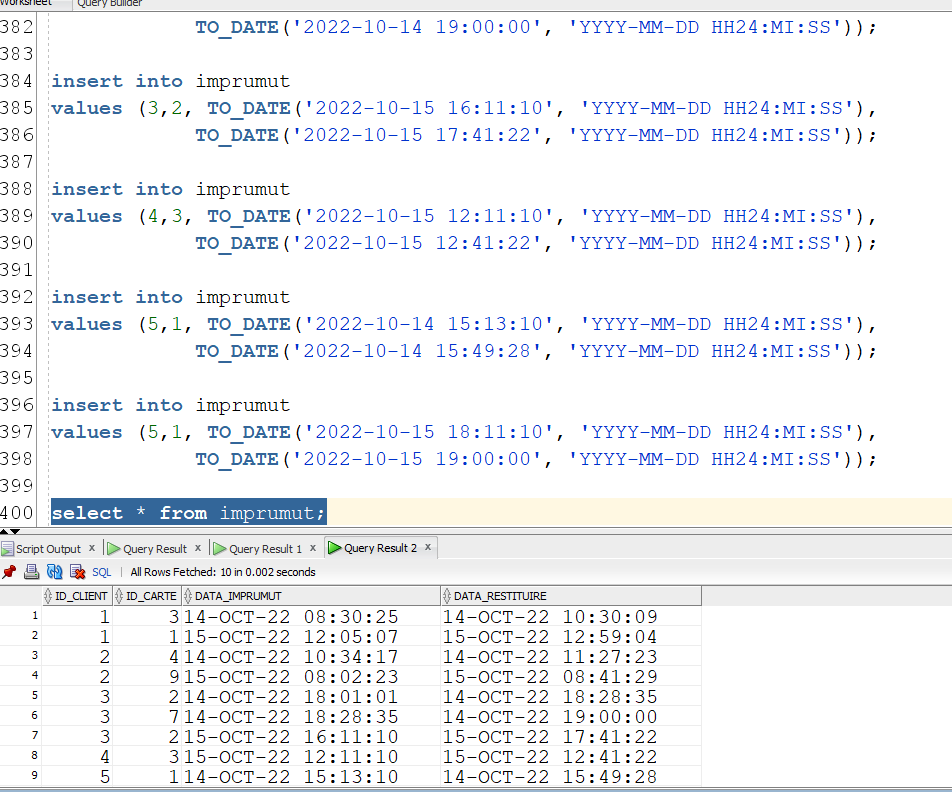 Worksheet Query Builder
382 TO_DATE('2022-10-14 19:00:00', 'YYYY-MM-DD HH24:MI:SS'));
383
384 insert into imprumut
385 values (3,2, TO_DATE('2022-10-15 16:11:10', 'YYYY-MM-DD HH24:MI:SS'),
386 TO_DATE('2022-10-15 17:41:22', 'YYYY-MM-DD HH24:MI:SS'));
387
388 insert into imprumut
389 values (4,3, TO_DATE('2022-10-15 12:11:10', 'YYYY-MM-DD HH24:MI:SS'),
390 TO_DATE('2022-10-15 12:41:22', 'YYYY-MM-DD HH24:MI:SS'));
391
392 insert into imprumut
393 values (5,1, TO_DATE('2022-10-14 15:13:10', 'YYYY-MM-DD HH24:MI:SS'),
394 TO_DATE('2022-10-14 15:49:28', 'YYYY-MM-DD HH24:MI:SS'));
395
396 insert into imprumut
397 values (5,1, TO_DATE('2022-10-15 18:11:10', 'YYYY-MM-DD HH24:MI:SS'),
398 TO_DATE('2022-10-15 19:00:00', 'YYYY-MM-DD HH24:MI:SS'));
399
400 select * from imprumut;
Script Output x Query Result x Query Result 1 x Query Result 2 x
SQL | All Rows Fetched: 10 in 0.002 seconds
ID_CLIENT ID_CARTE DATA_IMPRUMUT DATA_RESTITUIRE
1 1 3 14-OCT-22 08:30:25 14-OCT-22 10:30:09
2 1 1 15-OCT-22 12:05:07 15-OCT-22 12:59:04
3 2 4 14-OCT-22 10:34:17 14-OCT-22 11:27:23
4 2 9 15-OCT-22 08:02:23 15-OCT-22 08:41:29
5 3 2 14-OCT-22 18:01:01 14-OCT-22 18:28:35
6 3 7 14-OCT-22 18:28:35 14-OCT-22 19:00:00
7 3 2 15-OCT-22 16:11:10 15-OCT-22 17:41:22
8 4 3 15-OCT-22 12:11:10 15-OCT-22 12:41:22
9 5 1 14-OCT-22 15:13:10 14-OCT-22 15:49:28